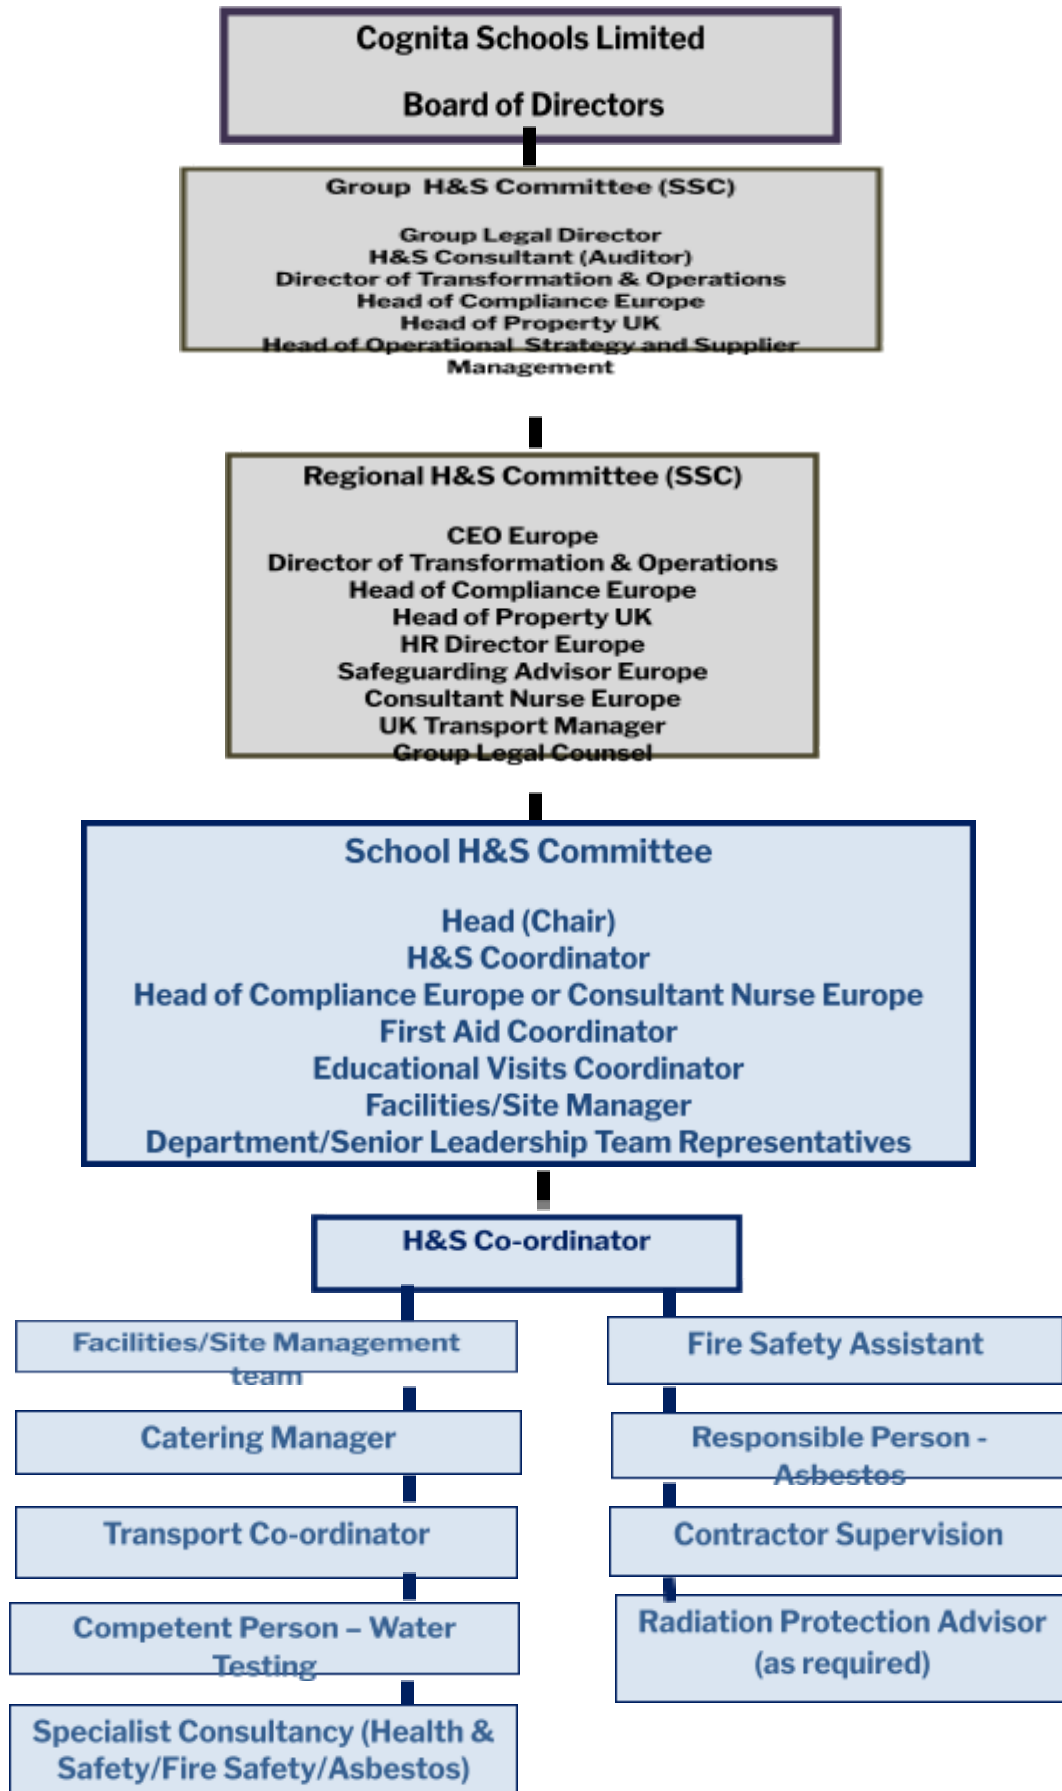 Cognita Schools Limited
Board of Directors
Group H&S Committee (SSC)
Group Legal Director
H&S Consultant (Auditor)
Director of Transformation & Operations
Head of Compliance Europe
Head of Property UK
Head of Operational Strategy and Supplier
Management
Regional H&S Committee (SSC)
CEO Europe
Director of Transformation & Operations
Head of Compliance Europe
Head of Property UK
HR Director Europe
Safeguarding Advisor Europe
Consultant Nurse Europe
UK Transport Manager
Group Legal Counsel
School H&S Committee
Head (Chair)
H&S Coordinator
Head of Compliance Europe or Consultant Nurse Europe
First Aid Coordinator
Educational Visits Coordinator
Facilities/Site Manager
Department/Senior Leadership Team Representatives
H&S Co-ordinator
Facilities/Site Management
team
Catering Manager
Transport Co-ordinator
Competent Person – Water
Testing
Specialist Consultancy (Health &
Safety/Fire Safety/Asbestos)
Fire Safety Assistant
Responsible Person -
Asbestos
Contractor Supervision
Radiation Protection Advisor
(as required)